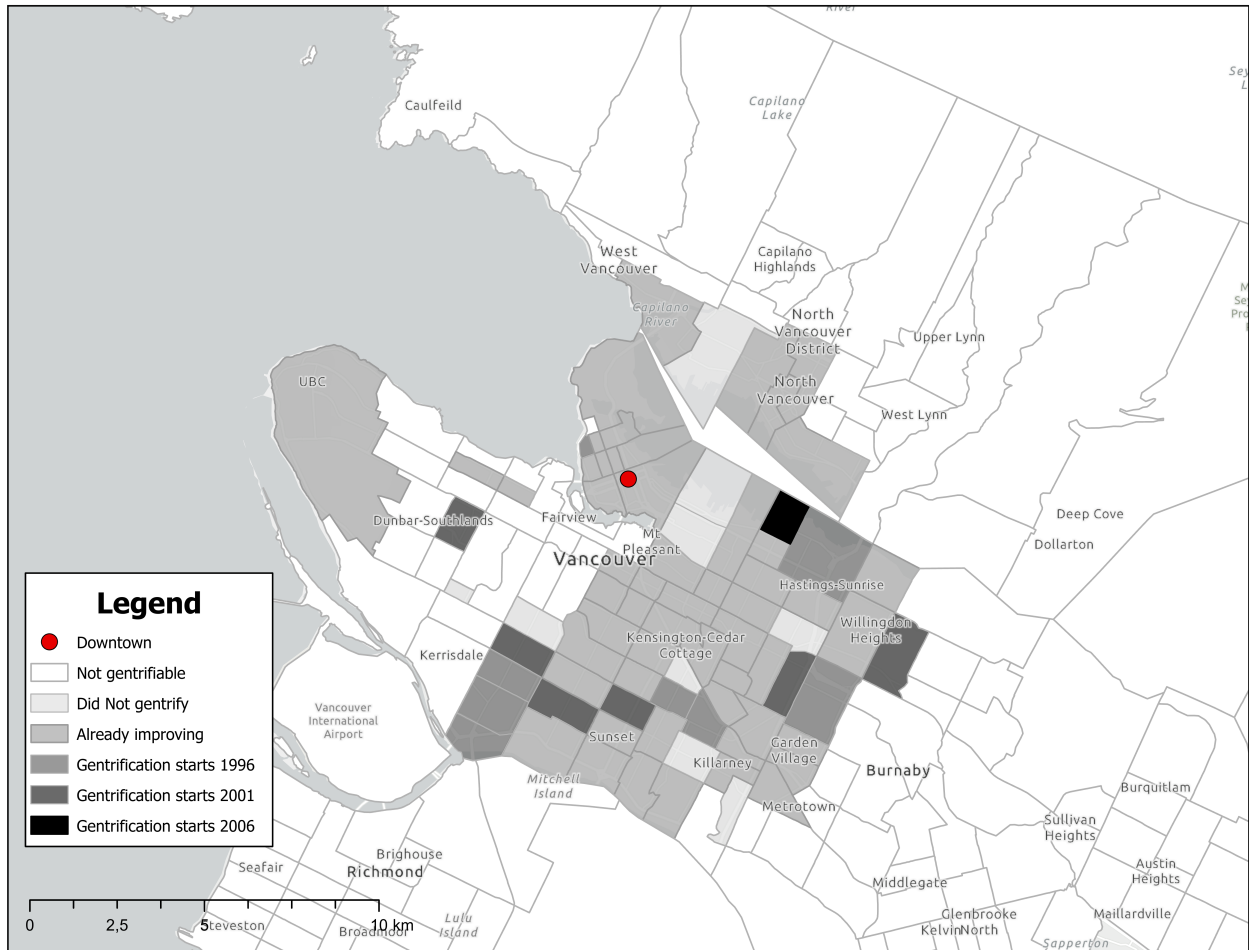 River
Caulfeild
Capilano
Lake
Sey
L
West
Vancouver
Capilano
Highlands
Capilano
River
North
Vancouver
District
Upper Lynn
M
Sey
Pro
UBC
North
Vancouver
West Lynn
Dunbar-Southlands
Fairview
Mt
Pleasant
Vancouver
Deep Cove
Dollarton
Hastings-Sunrise
Willingdon
Heights
Kensington-Cedar
Cottage
Kerrisdale
Vancouver
International
Airport
Sunset
Killarney
Garden
Village
Mitchell
Island
Metrotown
Burnaby
Burquitlam
Sullivan
Heights
Austin
Heights
Middlegate
Glenbrooke
North
Kelvin
Maillardville
Sapperton
Seafair
Brighouse
Richmond
Steveston
Broadmoor
Lulu
Island
Legend
Downtown
Not gentrifiable
Did Not gentrify
Already improving
Gentrification starts 1996
Gentrification starts 2001
Gentrification starts 2006
0 2,5 5 10 km